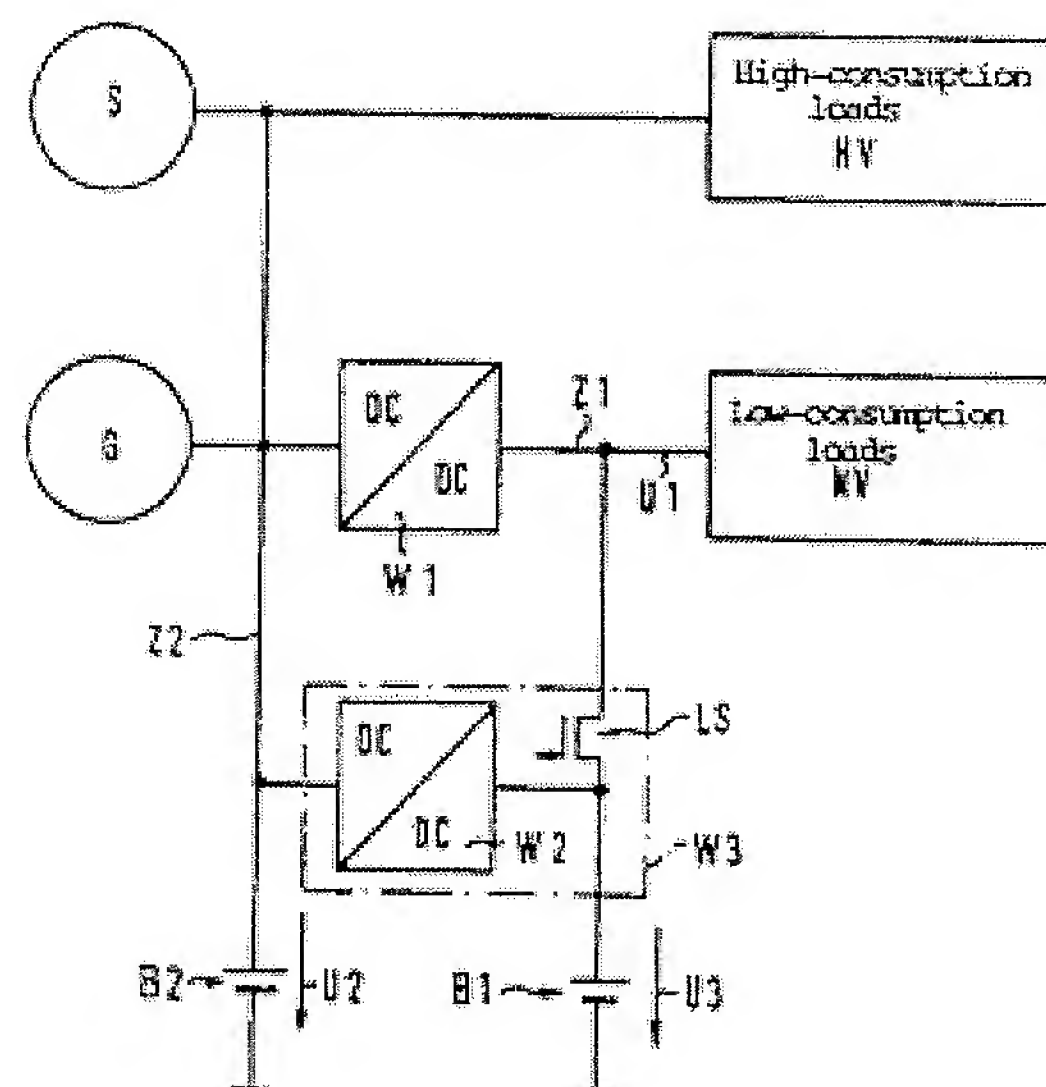 S
High-consumption
loads
HV
G
DC
DC
W1
Z1
U1
Low-consumption
loads
NV
Z2
DC
DC
W2
LS
W3
B2
U2
B1
U3